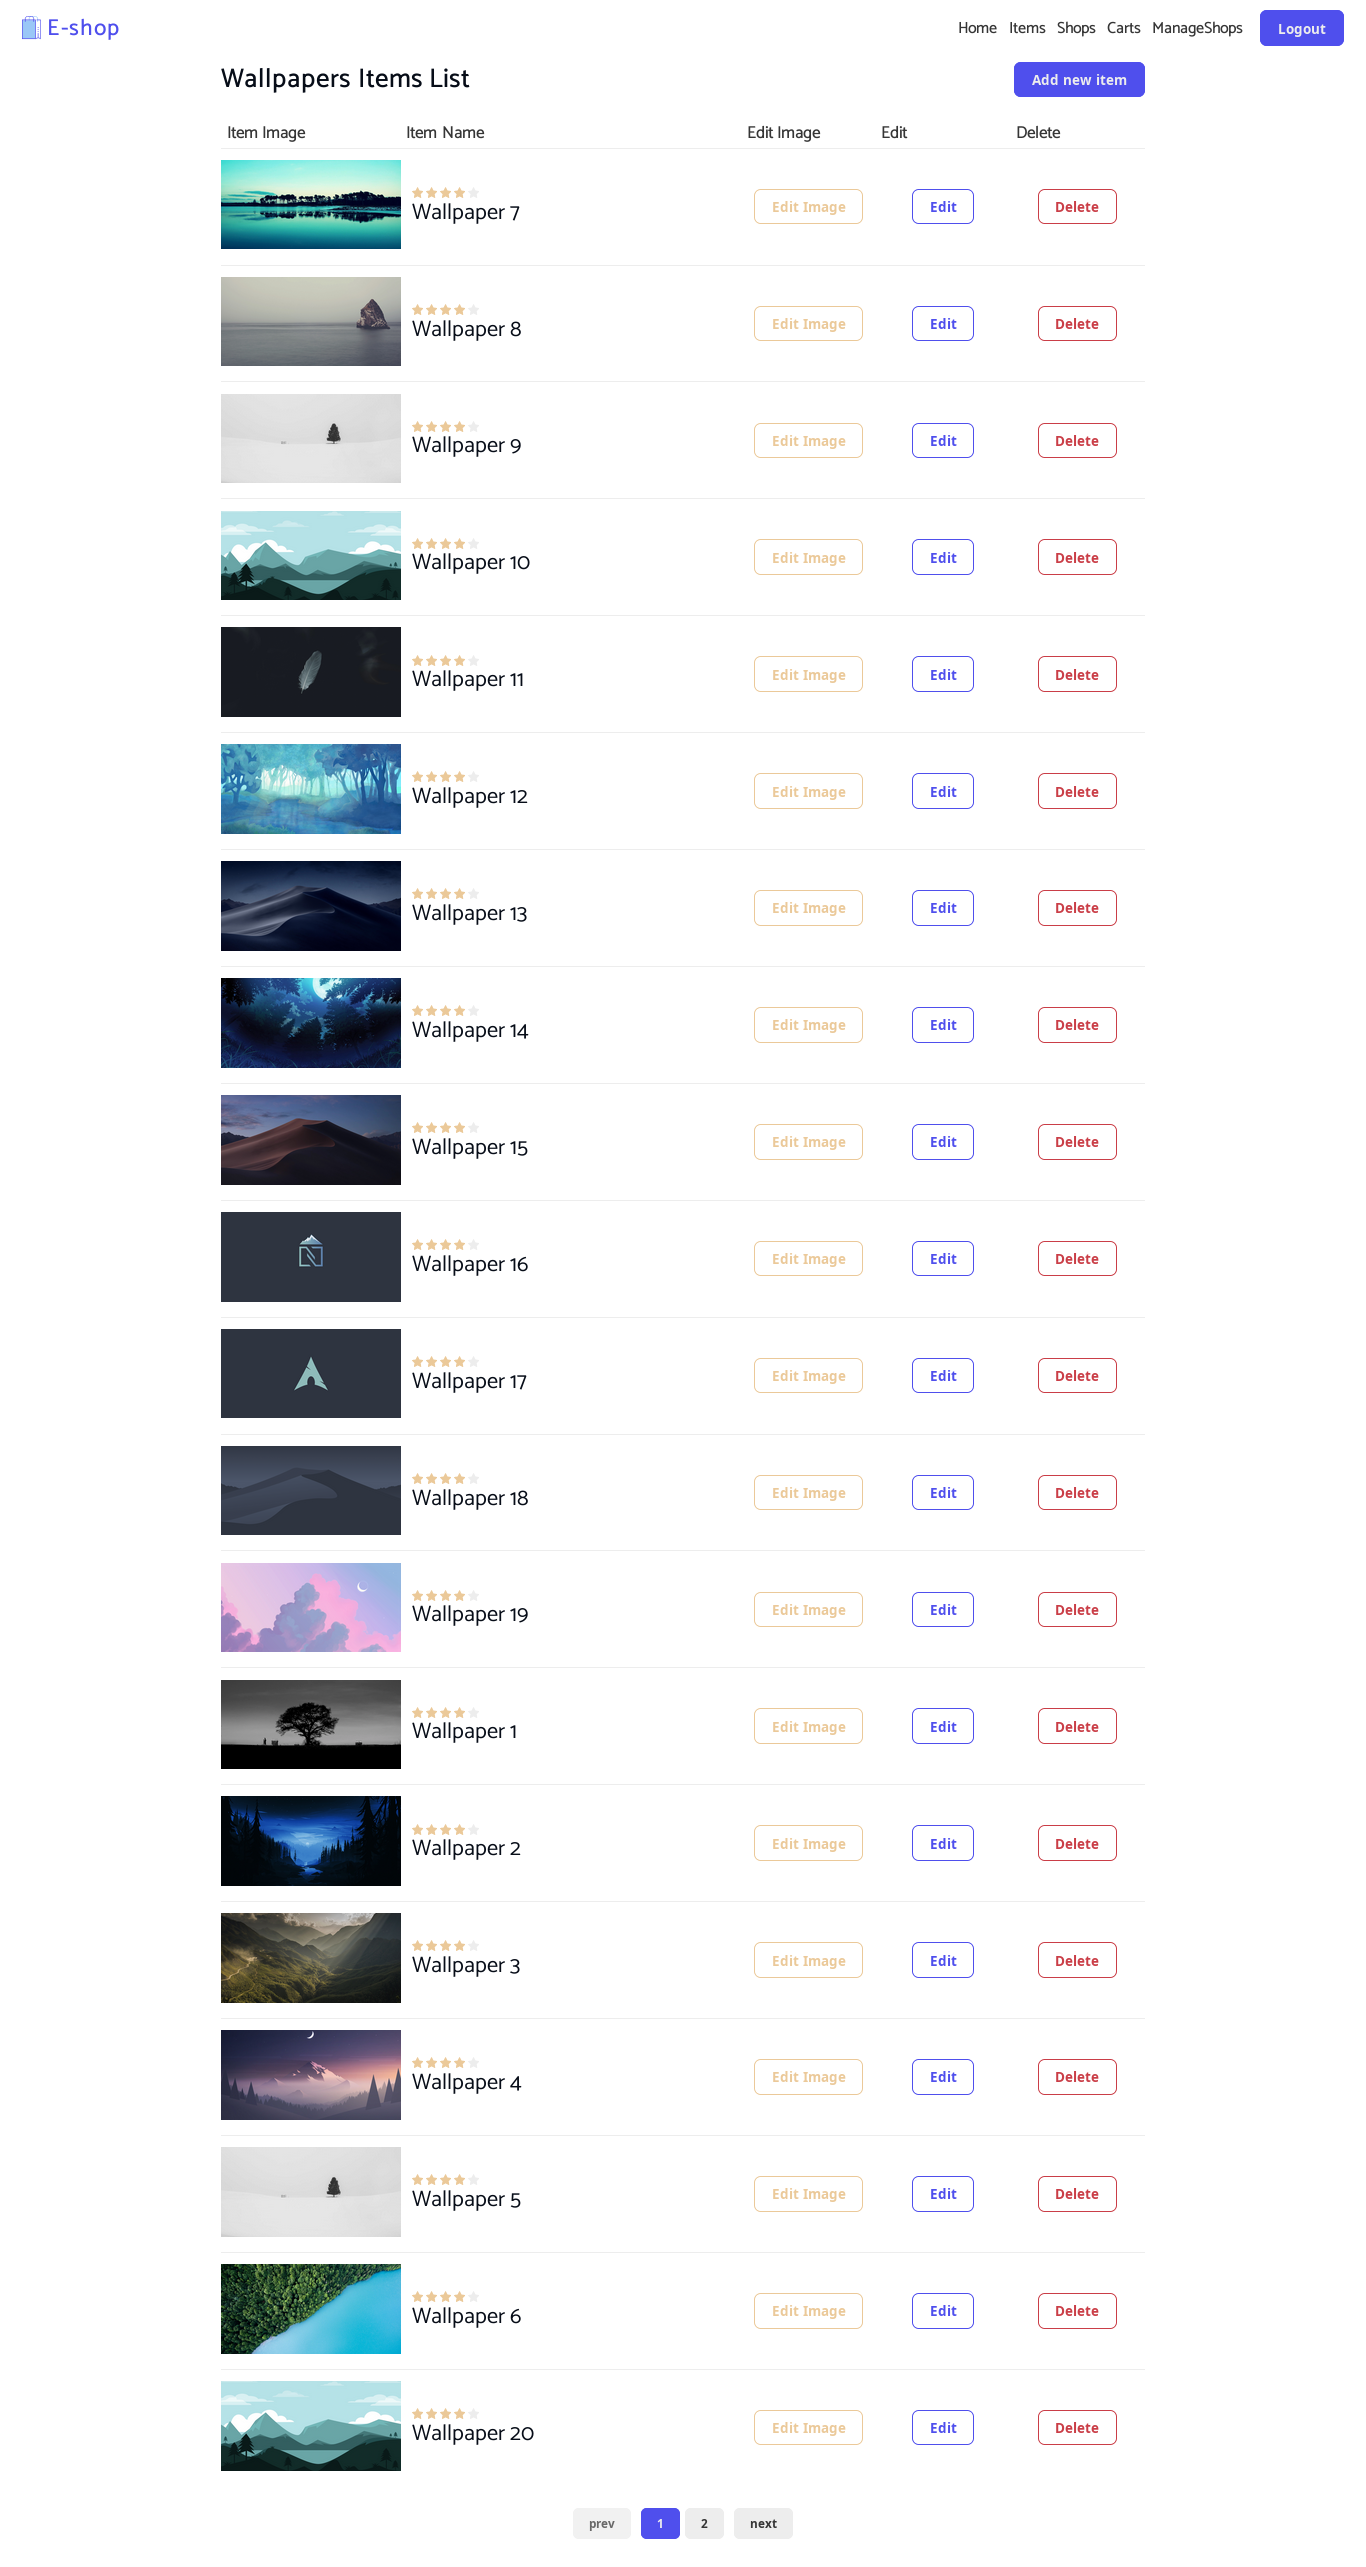 E-shop Home Items Shops Carts ManageShops Logout
Wallpapers Items List Add new item
Item Image Item Name Edit Image Edit Delete
Wallpaper 7 Edit Image Edit Delete
Wallpaper 8 Edit Image Edit Delete
Wallpaper 9 Edit Image Edit Delete
Wallpaper 10 Edit Image Edit Delete
Wallpaper 11 Edit Image Edit Delete
Wallpaper 12 Edit Image Edit Delete
Wallpaper 13 Edit Image Edit Delete
Wallpaper 14 Edit Image Edit Delete
Wallpaper 15 Edit Image Edit Delete
Wallpaper 16 Edit Image Edit Delete
Wallpaper 17 Edit Image Edit Delete
Wallpaper 18 Edit Image Edit Delete
Wallpaper 19 Edit Image Edit Delete
Wallpaper 1 Edit Image Edit Delete
Wallpaper 2 Edit Image Edit Delete
Wallpaper 3 Edit Image Edit Delete
Wallpaper 4 Edit Image Edit Delete
Wallpaper 5 Edit Image Edit Delete
Wallpaper 6 Edit Image Edit Delete
Wallpaper 20 Edit Image Edit Delete
prev 1 2 next